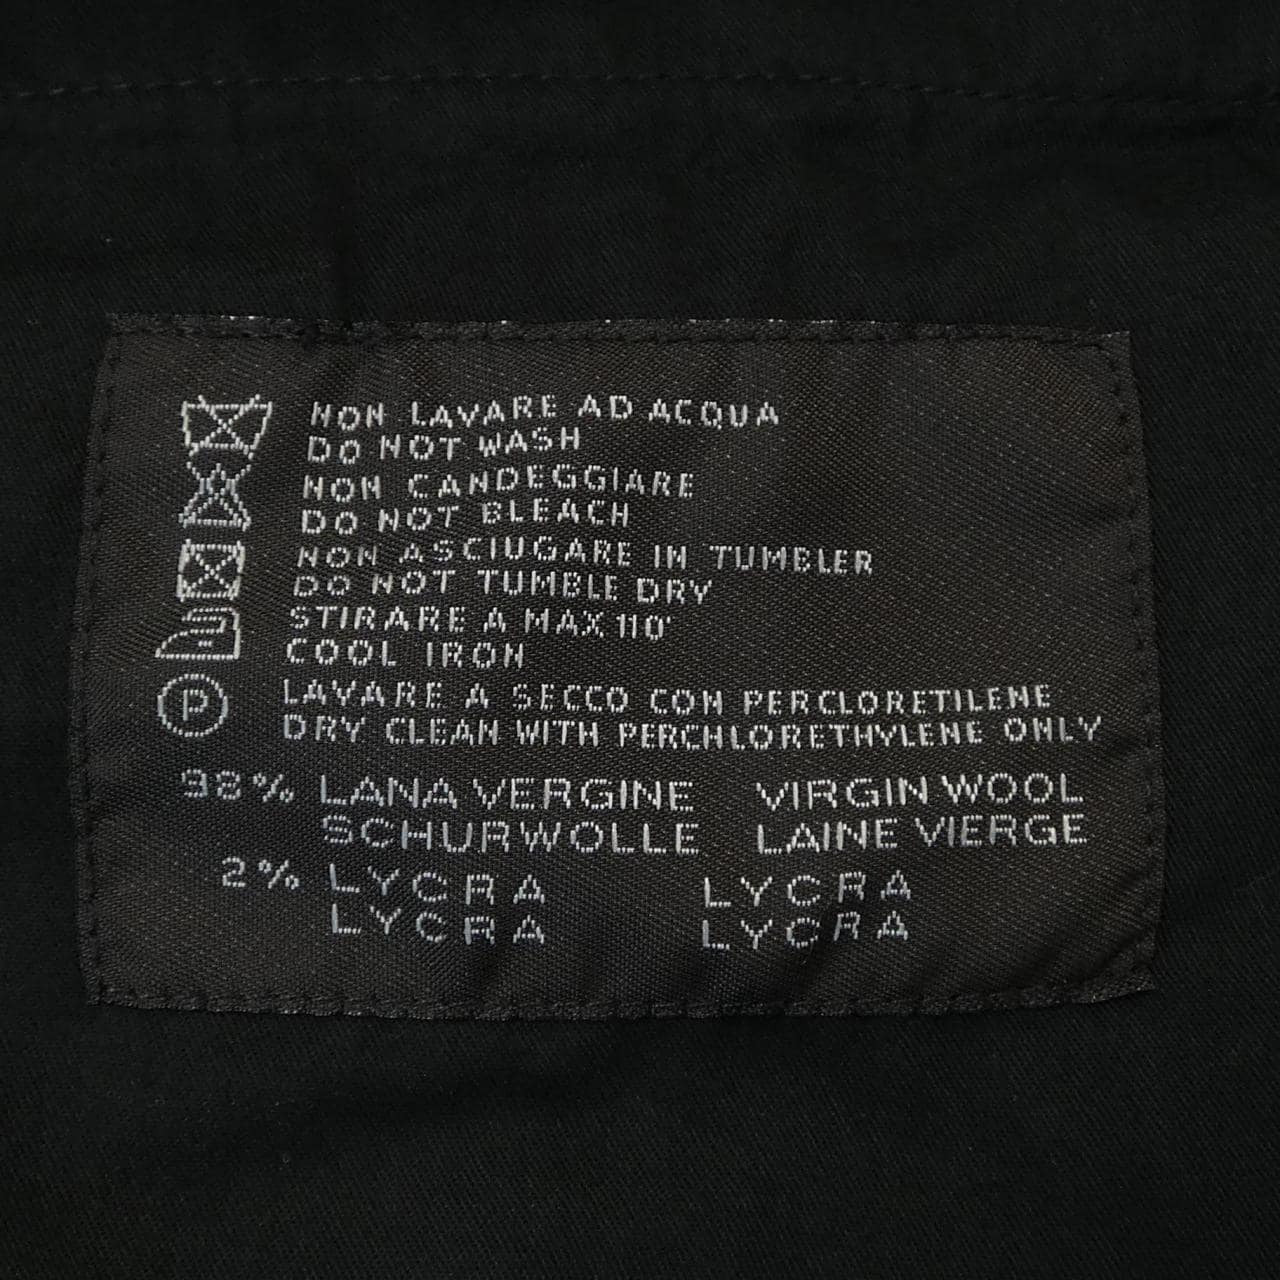 NON LAVARE AD ACQUA
DO NOT WASH
NON CANDEGGIARE
DO NOT BLEACH
NON ASCIUGARE IN TUMBLER
DO NOT TUMBLE DRY
STIRARE A MAX 110°
COOL IRON
P
LAVARE A SECCO CON PERCLORETILENE
DRY CLEAN WITH PERCHLORETHYLENE ONLY
98% LANA VERGINE VIRGIN WOOL
SCHURWOLLE LAINE VIERGE
2% LYCRA LYCRA
LYCRA LYCRA